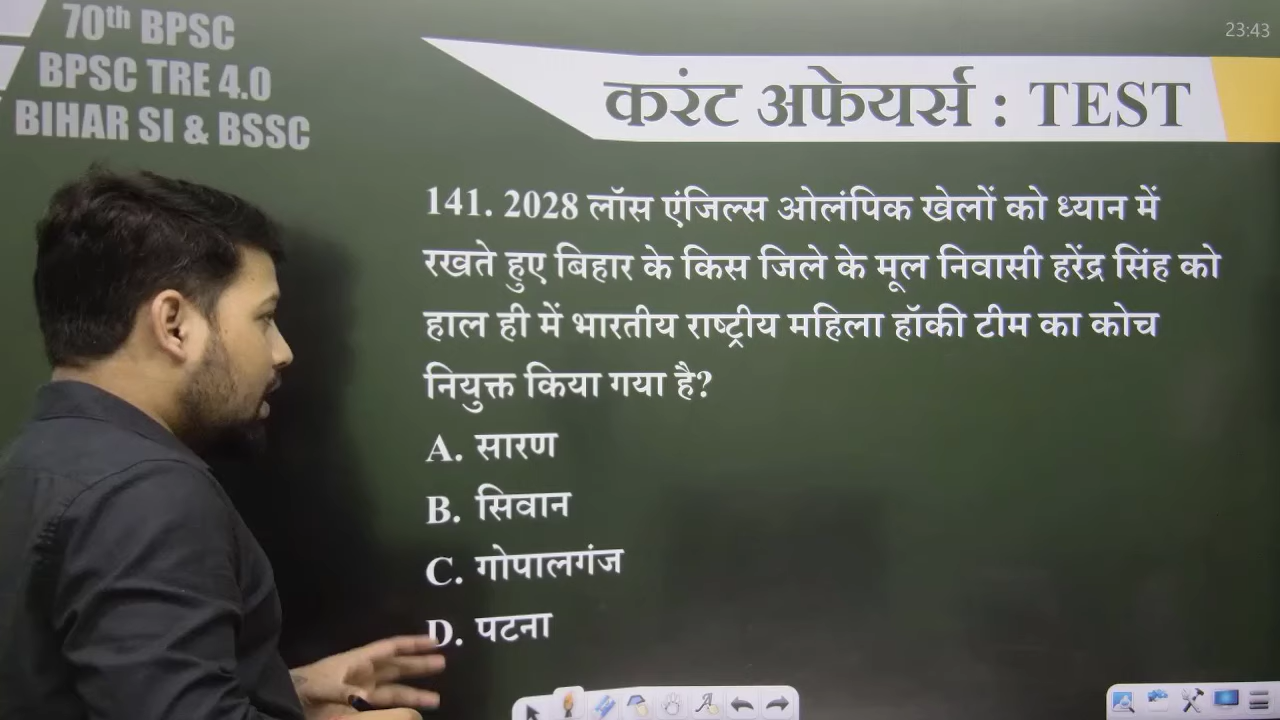 70th BPSC
BPSC TRE 4.0
BIHAR SI & BSSC
23:43
करंट अफेयर्स : TEST
141. 2028 लॉस एंजिल्स ओलंपिक खेलों को ध्यान में
रखते हुए बिहार के किस जिले के मूल निवासी हरेंद्र सिंह को
हाल ही में भारतीय राष्ट्रीय महिला हॉकी टीम का कोच
नियुक्त किया गया है?
A. सारण
B. सिवान
C. गोपालगंज
D. पटना